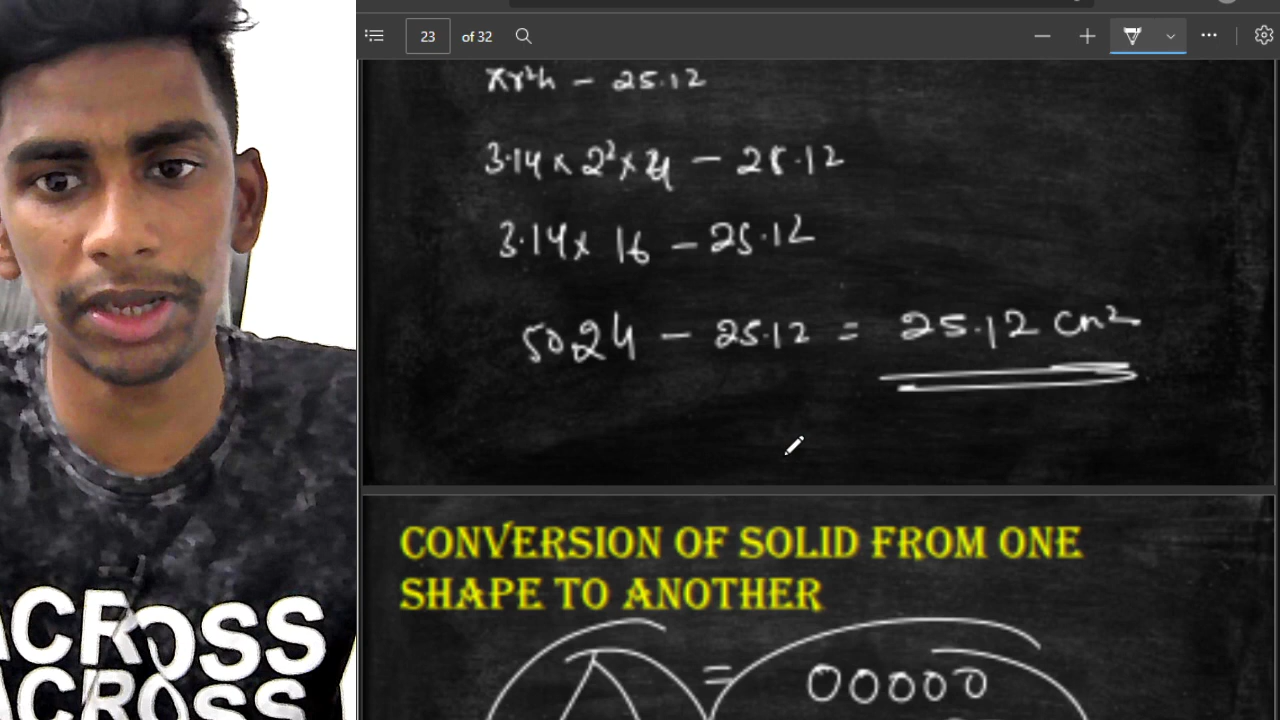 23 of 32
πr²h - 25.12
3.14 x 2² x 4 - 25.12
3.14 x 16 - 25.12
50.24 - 25.12 = 25.12 cm²
CONVERSION OF SOLID FROM ONE
SHAPE TO ANOTHER
= 00000
ACROSS
ACROSS